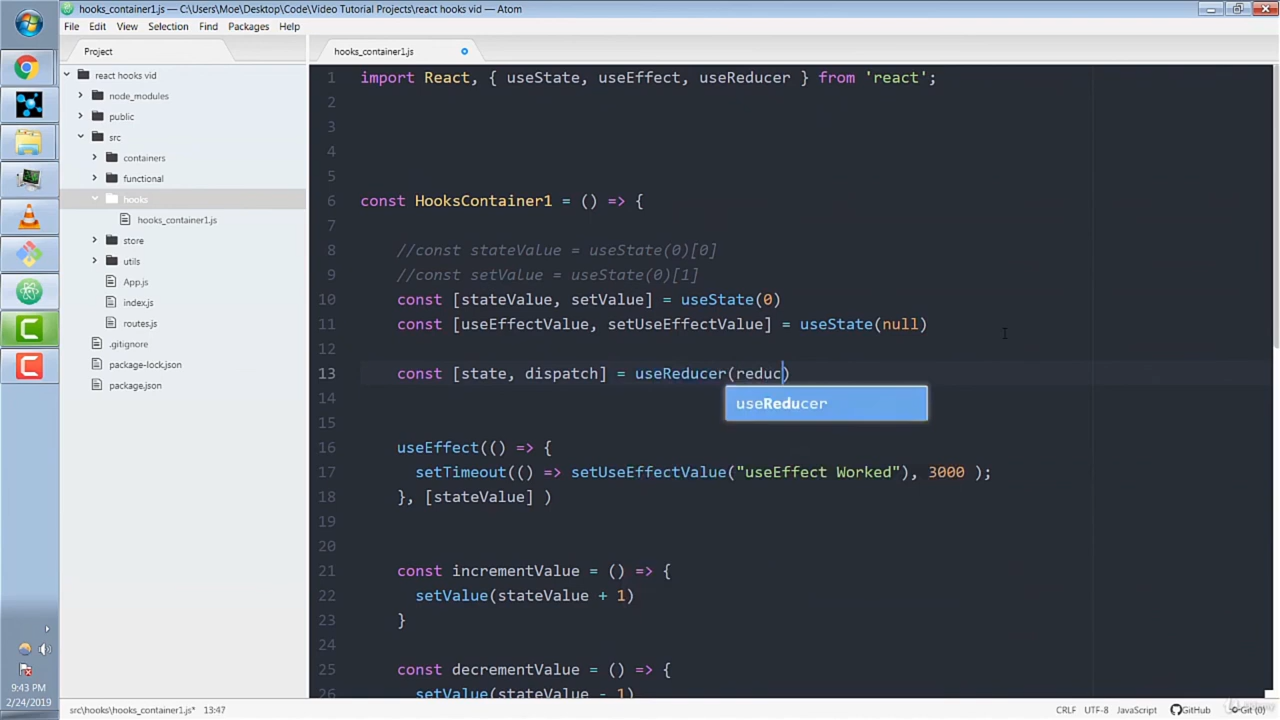 hooks_container1.js — C:\Users\Moe\Desktop\Code\Video Tutorial Projects\react hooks vid — Atom
File Edit View Selection Find Packages Help
Project
hooks_container1.js
react hooks vid
node_modules
public
src
containers
functional
hooks
hooks_container1.js
store
utils
App.js
index.js
routes.js
.gitignore
package-lock.json
package.json
1 import React, { useState, useEffect, useReducer } from 'react';
2
3
4
5
6 const HooksContainer1 = () => {
7
8 //const stateValue = useState(0)[0]
9 //const setValue = useState(0)[1]
10 const [stateValue, setValue] = useState(0)
11 const [useEffectValue, setUseEffectValue] = useState(null)
12
13 const [state, dispatch] = useReducer(reduc)
useReducer
14
15
16 useEffect(() => {
17 setTimeout(() => setUseEffectValue("useEffect Worked"), 3000 );
18 }, [stateValue] )
19
20
21 const incrementValue = () => {
22 setValue(stateValue + 1)
23 }
24
25 const decrementValue = () => {
26 setValue(stateValue - 1)
9:43 PM
2/24/2019
src\hooks\hooks_container1.js* 13:47
CRLF UTF-8 JavaScript GitHub Git (0)